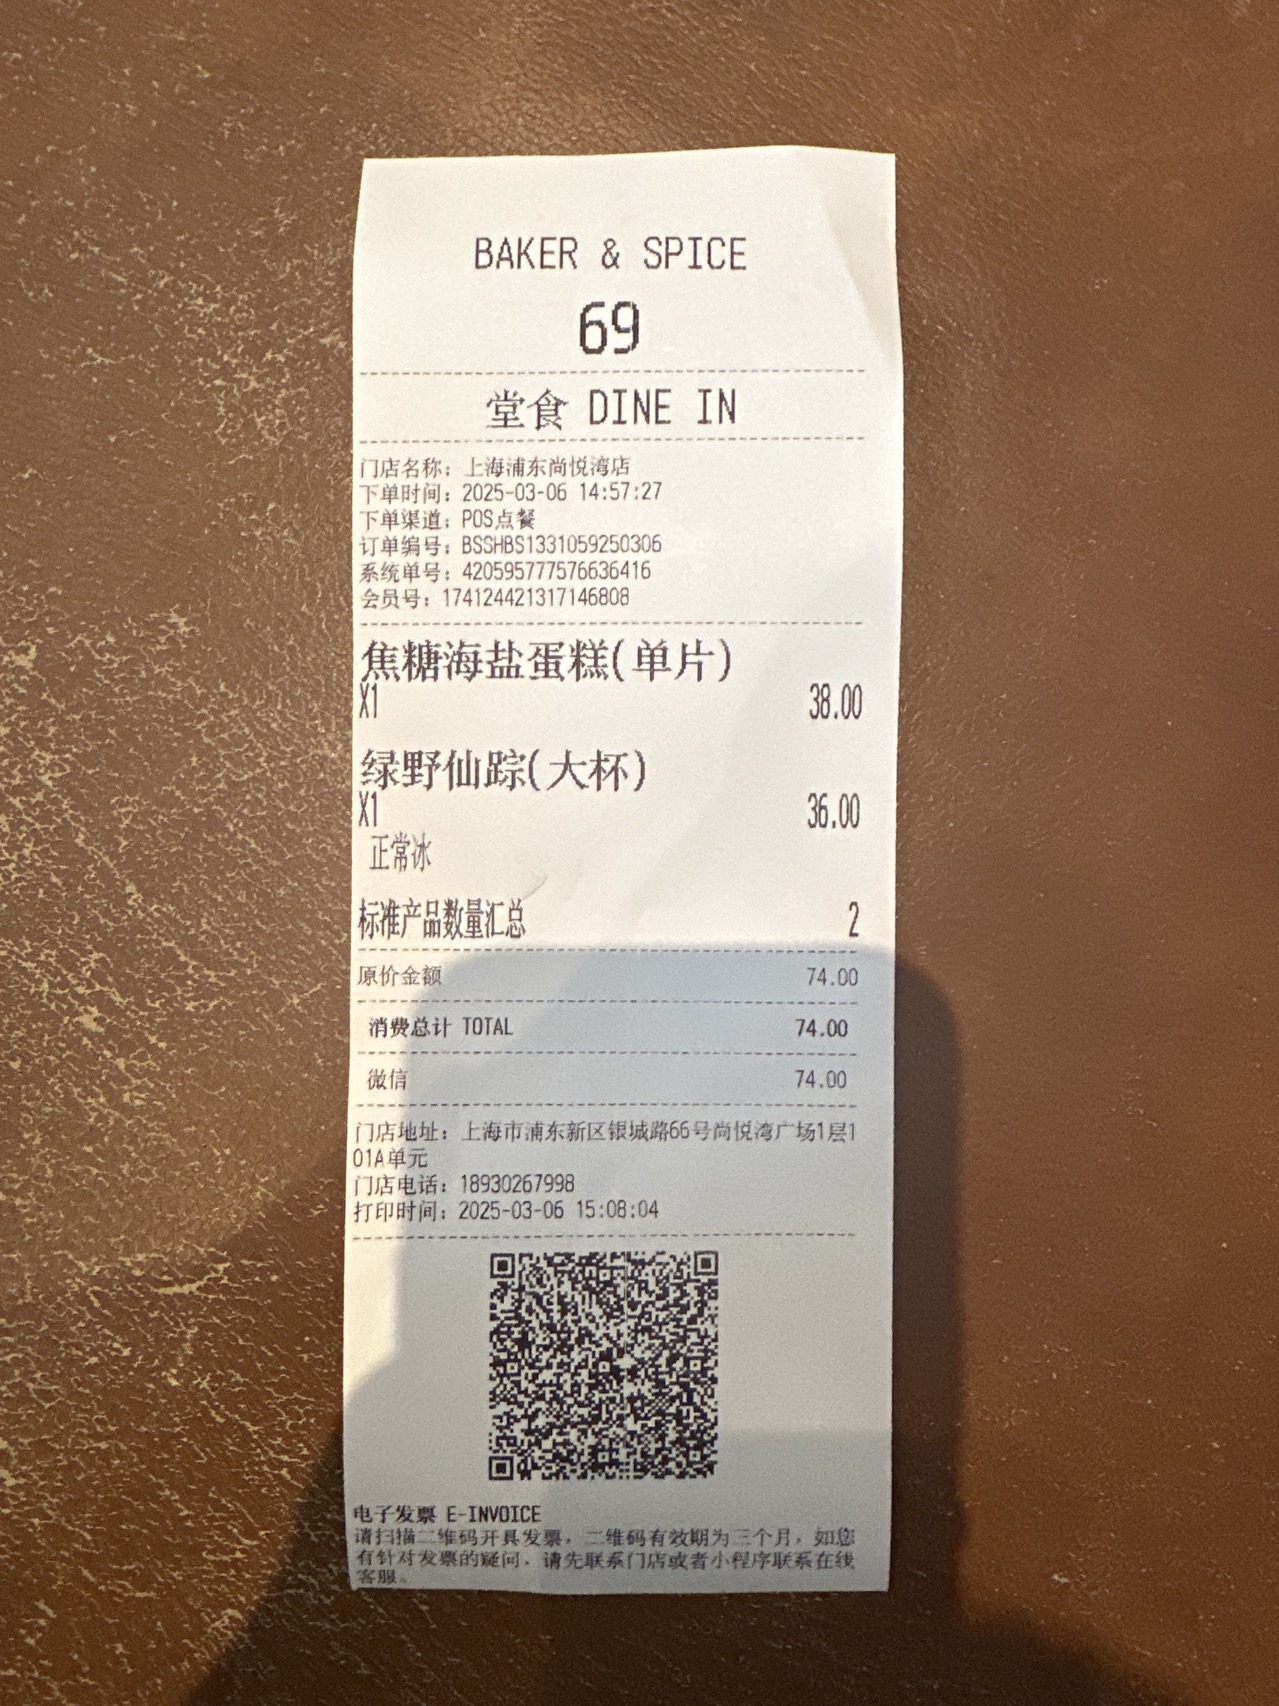 BAKER & SPICE
69
堂食 DINE IN
门店名称：上海浦东尚悦湾店
下单时间：2025-03-06 14:57:27
下单渠道：POS点餐
订单编号：BSSHBS1331059250306
系统单号：420595777576636416
会员号：174124421317146808
焦糖海盐蛋糕(单片)
X1 38.00
绿野仙踪(大杯)
X1 36.00
正常冰
标准产品数量汇总 2
原价金额 74.00
消费总计 TOTAL 74.00
微信 74.00
门店地址：上海市浦东新区银城路66号尚悦湾广场1层1
01A单元
门店电话：18930267998
打印时间：2025-03-06 15:08:04
电子发票 E-INVOICE
请扫描二维码开具发票，二维码有效期为三个月，如您
有针对发票的疑问，请先联系门店或者小程序联系在线
客服。